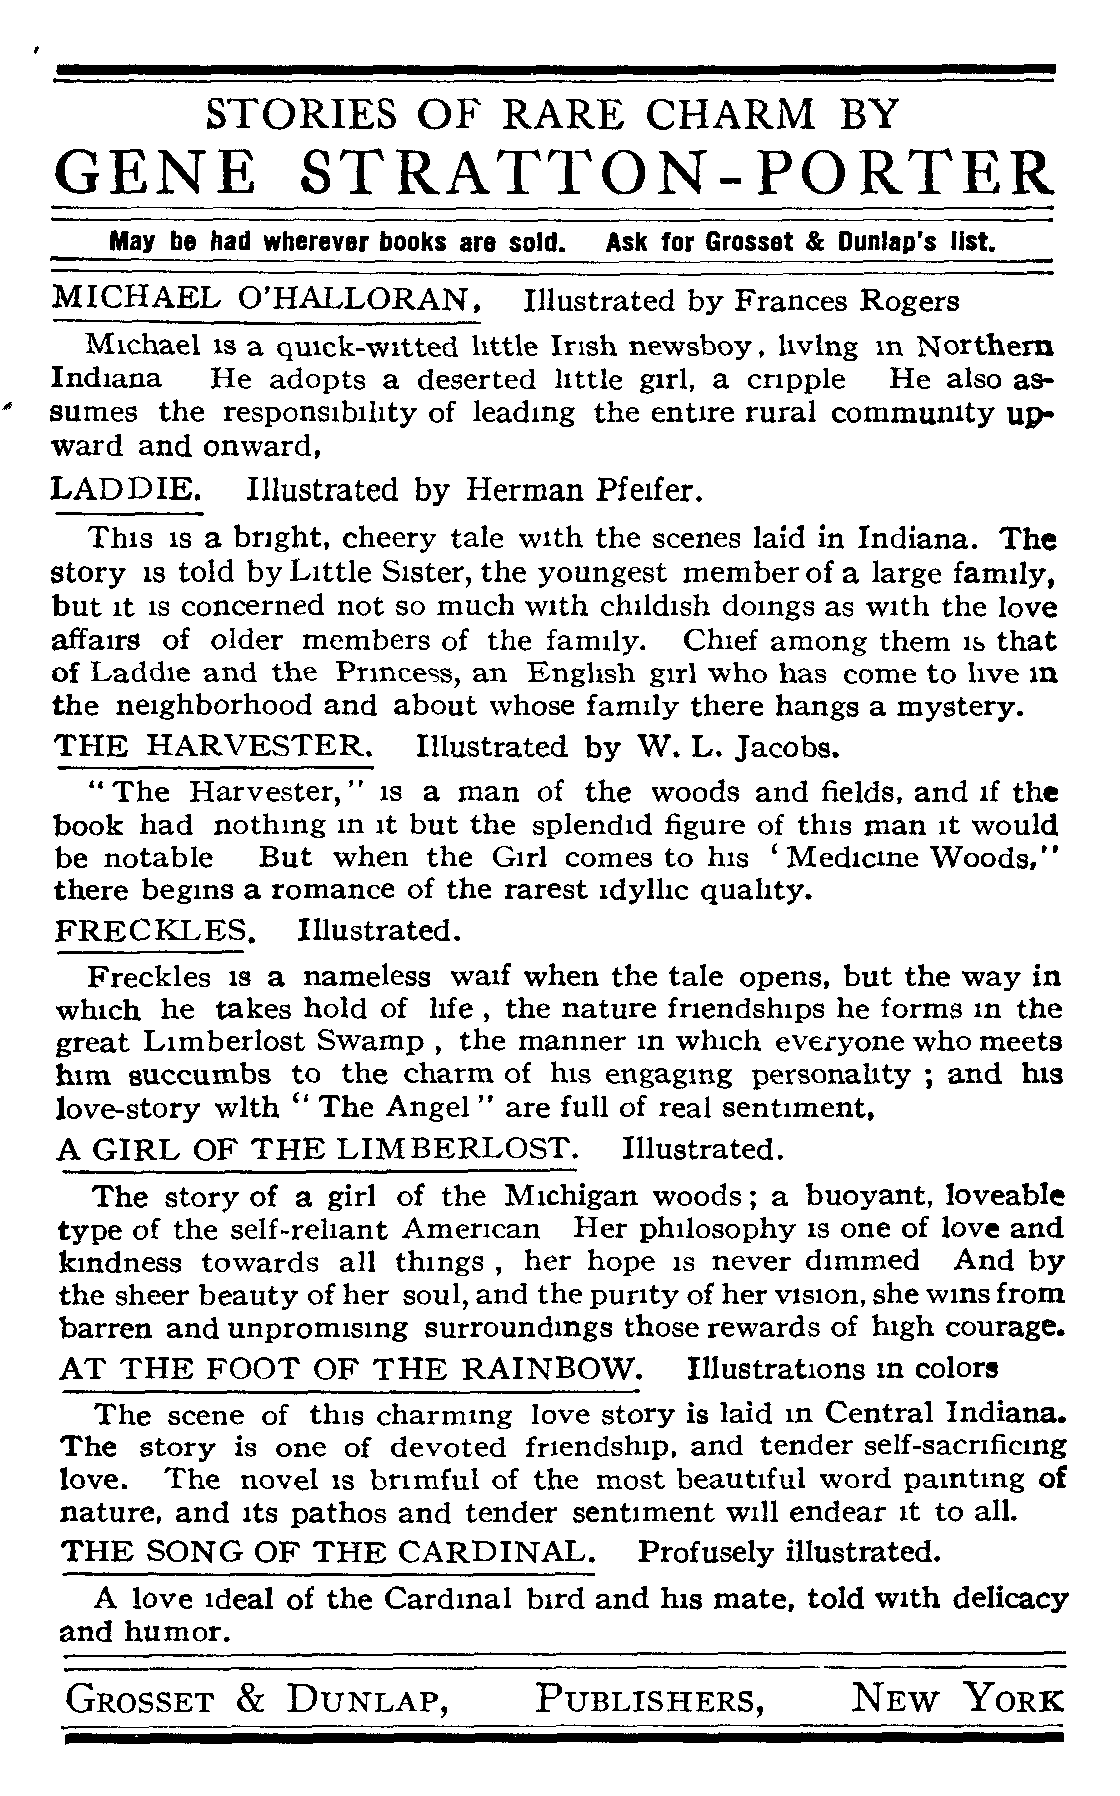 STORIES OF RARE CHARM BY
GENE STRATTON-PORTER
May be had wherever books are sold. Ask for Grosset & Dunlap's list.
MICHAEL O'HALLORAN, Illustrated by Frances Rogers
Michael is a quick-witted little Irish newsboy, living in Northern
Indiana He adopts a deserted little girl, a cripple He also as-
sumes the responsibility of leading the entire rural community up-
ward and onward,
LADDIE. Illustrated by Herman Pfeifer.
This is a bright, cheery tale with the scenes laid in Indiana. The
story is told by Little Sister, the youngest member of a large family,
but it is concerned not so much with childish doings as with the love
affairs of older members of the family. Chief among them is that
of Laddie and the Princess, an English girl who has come to live in
the neighborhood and about whose family there hangs a mystery.
THE HARVESTER. Illustrated by W. L. Jacobs.
"The Harvester," is a man of the woods and fields, and if the
book had nothing in it but the splendid figure of this man it would
be notable But when the Girl comes to his 'Medicine Woods,"
there begins a romance of the rarest idyllic quality.
FRECKLES. Illustrated.
Freckles is a nameless waif when the tale opens, but the way in
which he takes hold of life , the nature friendships he forms in the
great Limberlost Swamp , the manner in which everyone who meets
him succumbs to the charm of his engaging personality ; and his
love-story with "The Angel" are full of real sentiment,
A GIRL OF THE LIMBERLOST. Illustrated.
The story of a girl of the Michigan woods; a buoyant, loveable
type of the self-reliant American Her philosophy is one of love and
kindness towards all things , her hope is never dimmed And by
the sheer beauty of her soul, and the purity of her vision, she wins from
barren and unpromising surroundings those rewards of high courage.
AT THE FOOT OF THE RAINBOW. Illustrations in colors
The scene of this charming love story is laid in Central Indiana.
The story is one of devoted friendship, and tender self-sacrificing
love. The novel is brimful of the most beautiful word painting of
nature, and its pathos and tender sentiment will endear it to all.
THE SONG OF THE CARDINAL. Profusely illustrated.
A love ideal of the Cardinal bird and his mate, told with delicacy
and humor.
GROSSET & DUNLAP, PUBLISHERS, NEW YORK